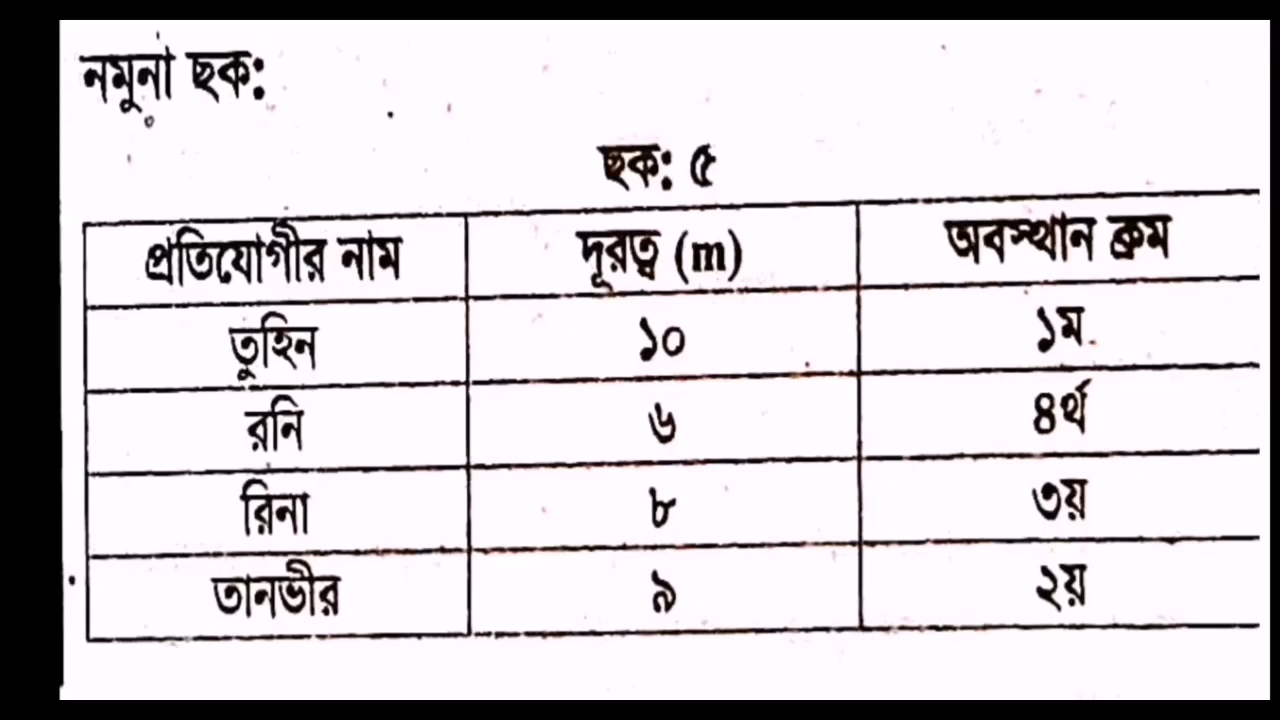 নমুনা ছক:
ছক: ৫
প্রতিযোগীর নাম দূরত্ব (m) অবস্থান ক্রম
তুহিন ১০ ১ম
রনি ৬ ৪র্থ
রিনা ৮ ৩য়
তানভীর ৯ ২য়